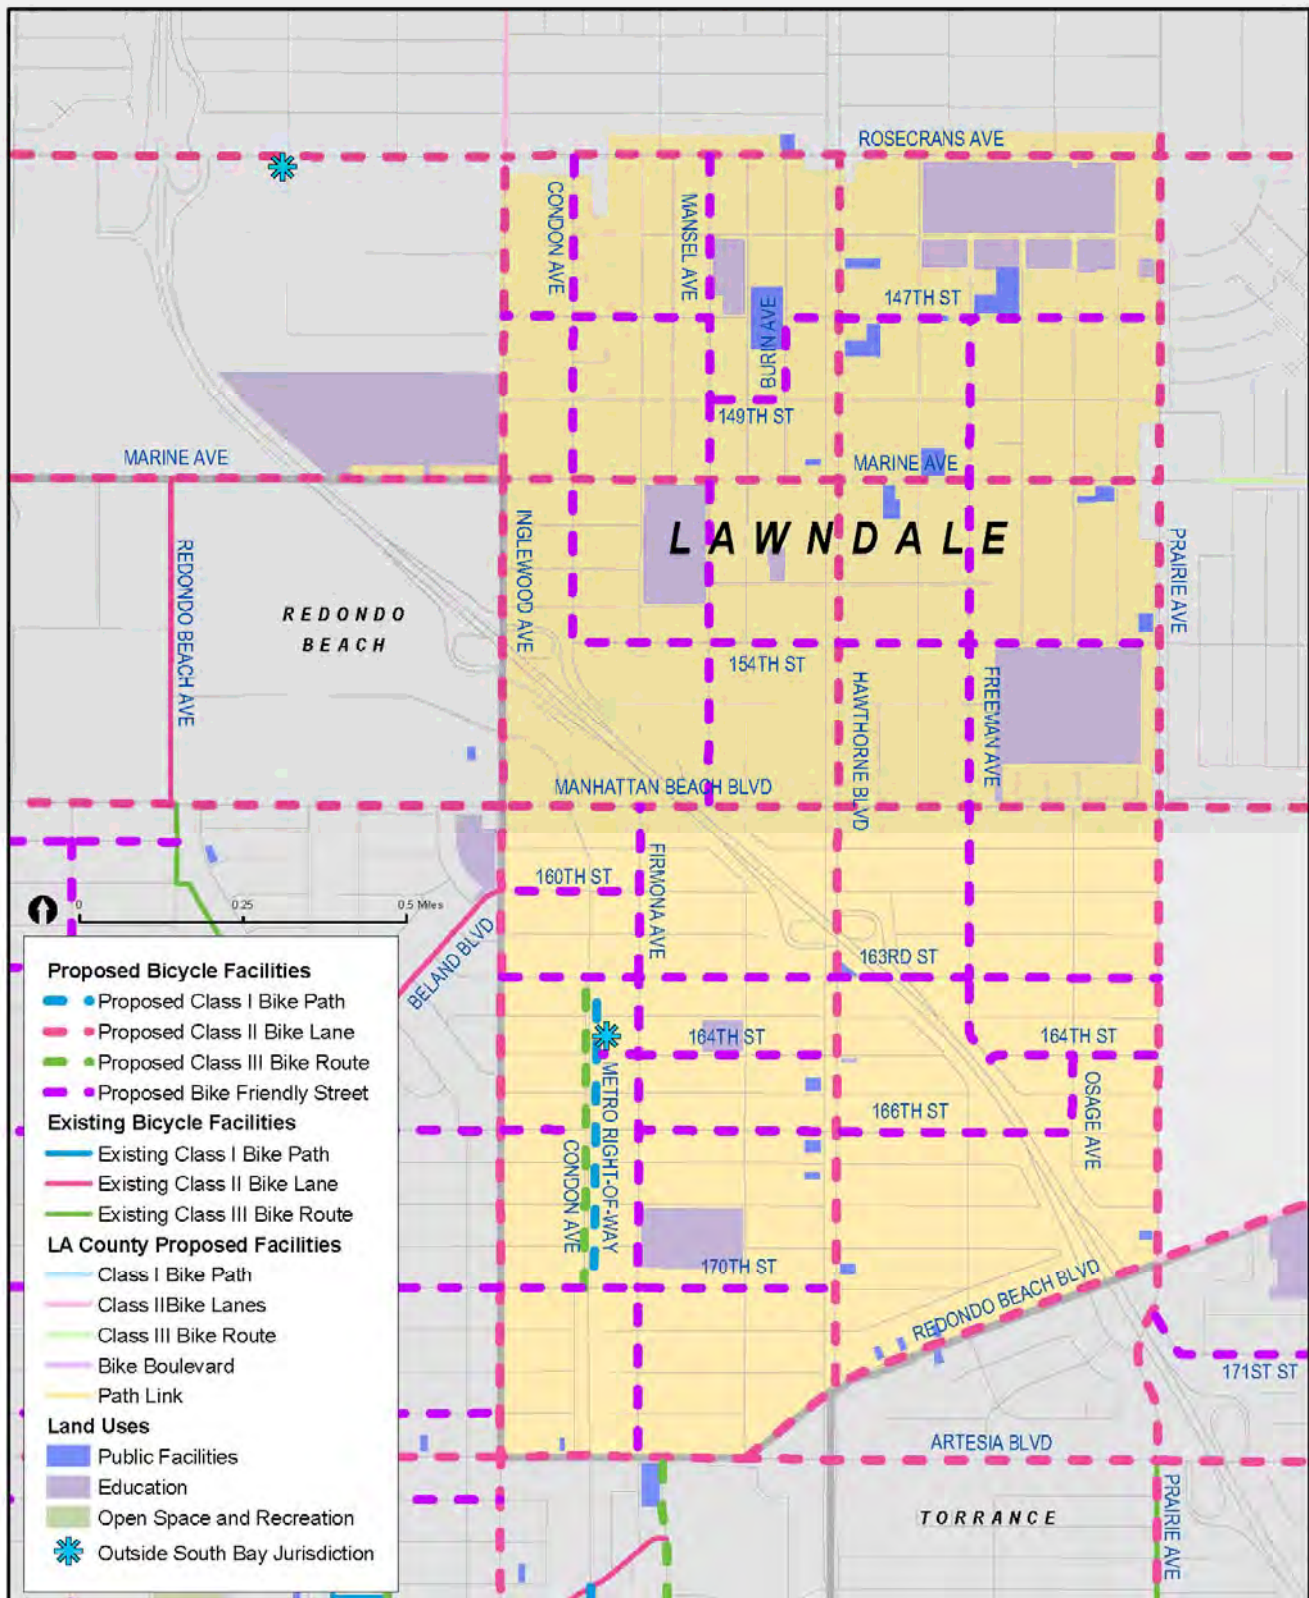 ROSECRANS AVE
CONDON AVE
MANSEL AVE
147TH ST
BURIN AVE
149TH ST
MARINE AVE
MARINE AVE
LAWNDALE
INGLEWOOD AVE
PRAIRIE AVE
REDONDO BEACH AVE
REDONDO
BEACH
154TH ST
HAWTHORNE BLVD
FREEMAN AVE
MANHATTAN BEACH BLVD
FIRMONA AVE
160TH ST
0
0.25
0.5 Miles
BELAND BLVD
163RD ST
164TH ST
164TH ST
METRO RIGHT-OF-WAY
OSAGE AVE
166TH ST
CONDON AVE
170TH ST
REDONDO BEACH BLVD
171ST ST
ARTESIA BLVD
PRAIRIE AVE
TORRANCE
Proposed Bicycle Facilities
Proposed Class I Bike Path
Proposed Class II Bike Lane
Proposed Class III Bike Route
Proposed Bike Friendly Street
Existing Bicycle Facilities
Existing Class I Bike Path
Existing Class II Bike Lane
Existing Class III Bike Route
LA County Proposed Facilities
Class I Bike Path
Class IIBike Lanes
Class III Bike Route
Bike Boulevard
Path Link
Land Uses
Public Facilities
Education
Open Space and Recreation
Outside South Bay Jurisdiction